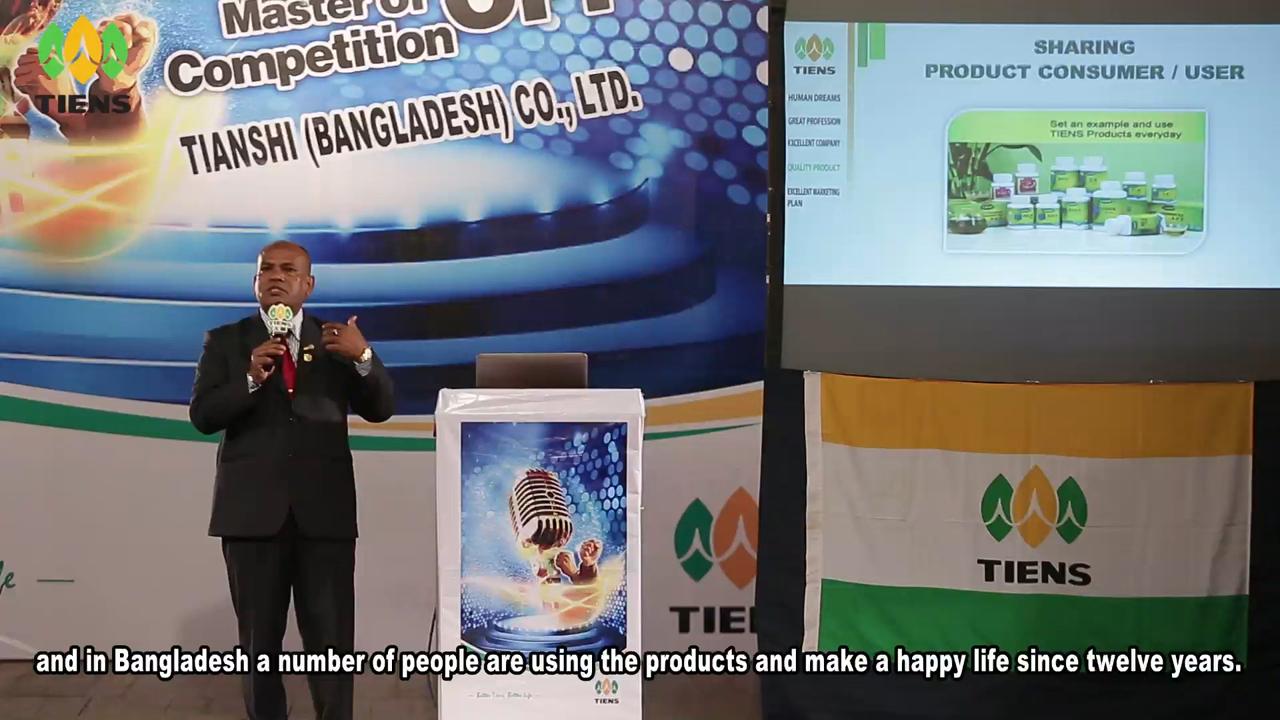 Master of
Competition
TIANSHI (BANGLADESH) CO., LTD.
TIENS
TIENS
SHARING
PRODUCT CONSUMER / USER
HUMAN DREAMS
GREAT PROFESSION
EXCELLENT COMPANY
QUALITY PRODUCT
EXCELLENT MARKETING
PLAN
Set an example and use
TIENS Products everyday
TIENS
TIENS
TIE
TIENS
and in Bangladesh a number of people are using the products and make a happy life since twelve years.